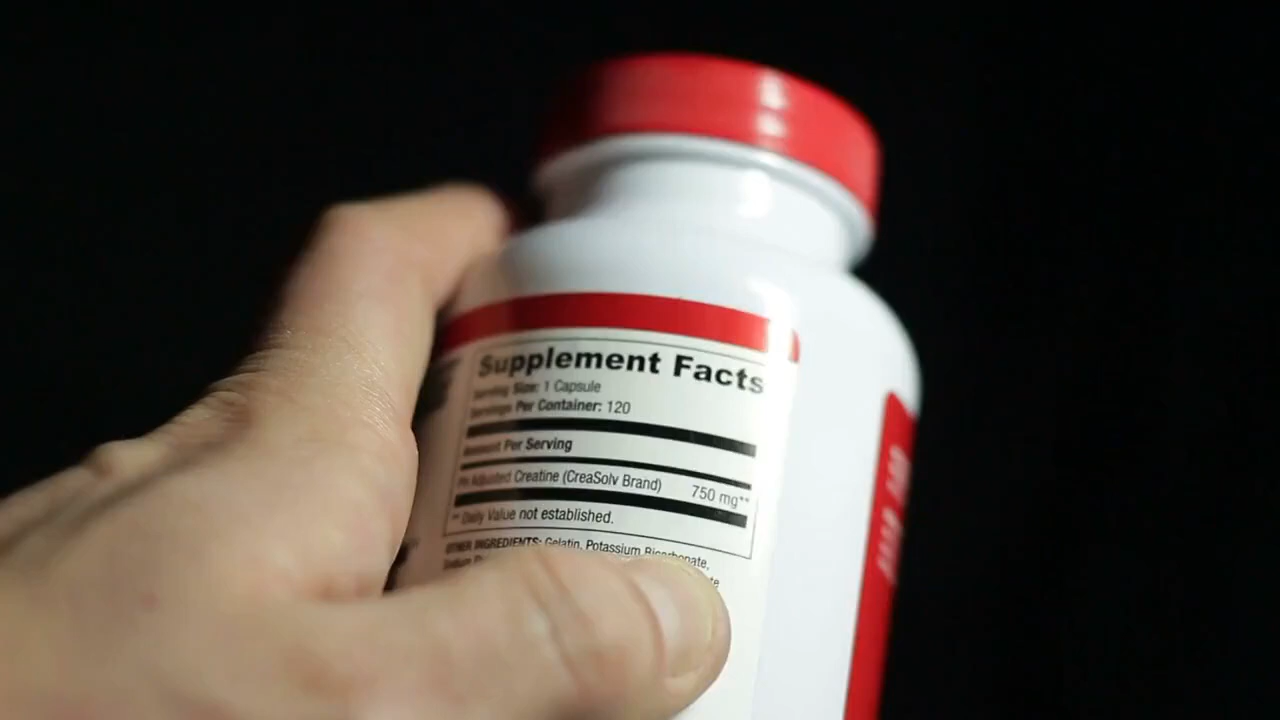 Supplement Facts
Serving Size: 1 Capsule
Servings Per Container: 120
Amount Per Serving
PH Adjusted Creatine (CreaSolv Brand) 750 mg**
** Daily Value not established.
OTHER INGREDIENTS: Gelatin, Potassium Bicarbonate,